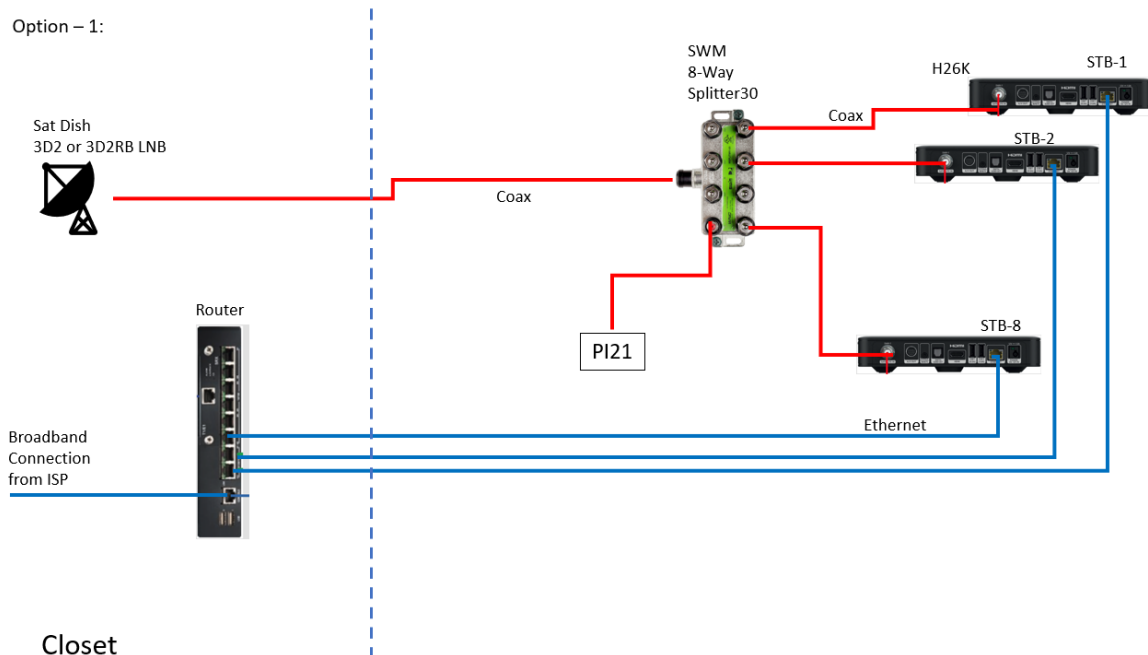 Option – 1:
SWM
8-Way
Splitter30
H26K
STB-1
Coax
STB-2
Sat Dish
3D2 or 3D2RB LNB
Coax
Router
STB-8
PI21
Ethernet
Broadband
Connection
from ISP
Closet